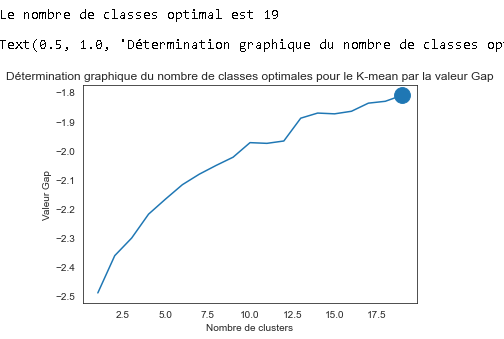 Le nombre de classes optimal est 19
Text(0.5, 1.0, 'Détermination graphique du nombre de classes op
Détermination graphique du nombre de classes optimales pour le K-mean par la valeur Gap
−1.8
−1.9
−2.0
−2.1
−2.2
−2.3
−2.4
−2.5
Valeur Gap
2.5 5.0 7.5 10.0 12.5 15.0 17.5
Nombre de clusters